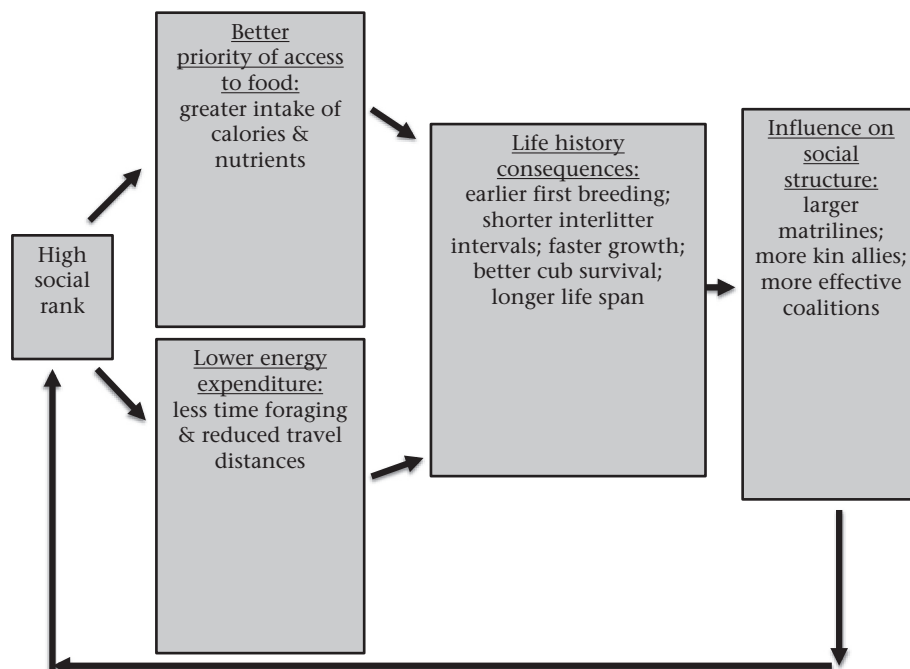 High
social
rank
Better
priority of access
to food:
greater intake of
calories &
nutrients
Lower energy
expenditure:
less time foraging
& reduced travel
distances
Life history
consequences:
earlier first breeding;
shorter interlitter
intervals; faster growth;
better cub survival;
longer life span
Influence on
social
structure:
larger
matrilines;
more kin allies;
more effective
coalitions